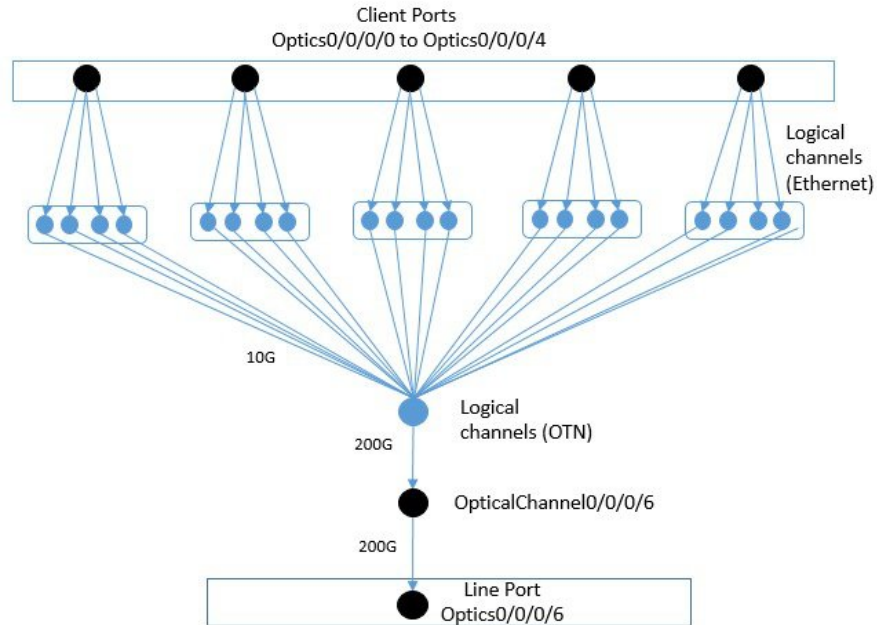 Client Ports
Optics0/0/0/0 to Optics0/0/0/4
Logical
channels
(Ethernet)
10G
Logical
channels (OTN)
200G
OpticalChannel0/0/0/6
200G
Line Port
Optics0/0/0/6